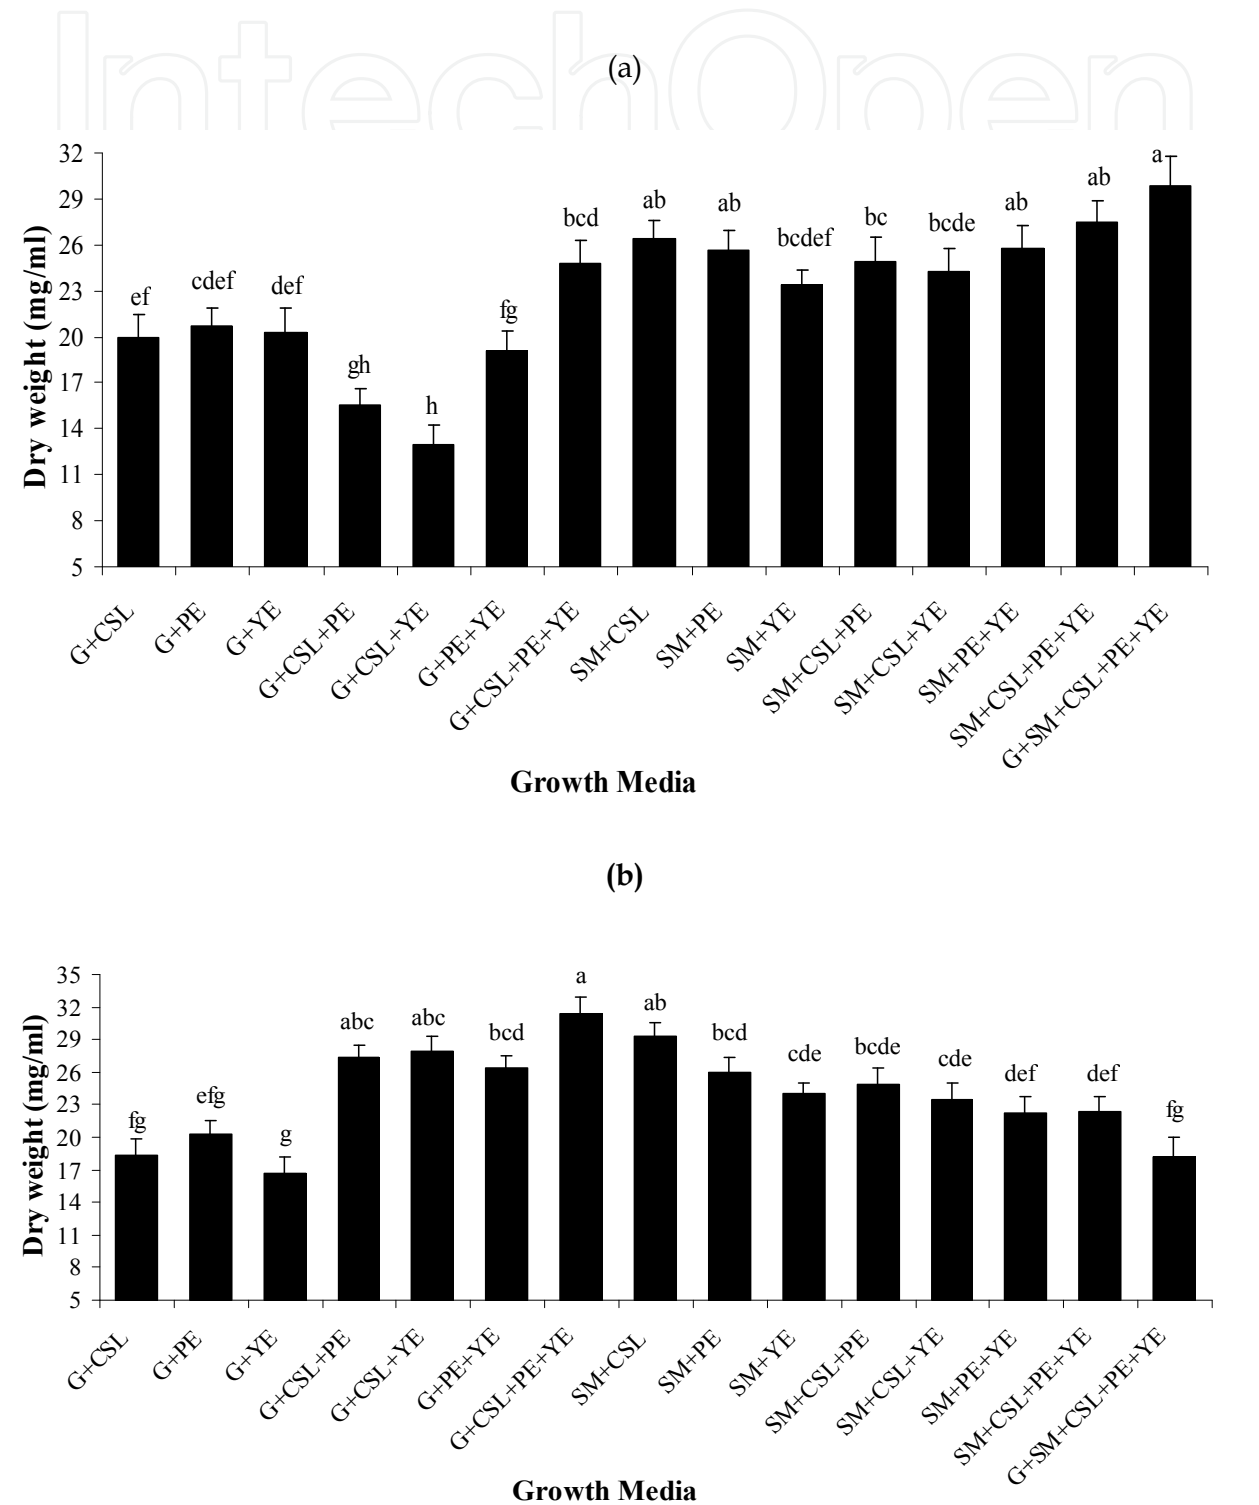 IntechOpen
(a)
32
29
26
23
20
17
14
11
8
5
Dry weight (mg/ml)
ef
cdef
def
gh
h
fg
bcd
ab
ab
bcdef
bc
bcde
ab
ab
a
G+CSL
G+PE
G+YE
G+CSL+PE
G+CSL+YE
G+PE+YE
G+CSL+PE+YE
SM+CSL
SM+PE
SM+YE
SM+CSL+PE
SM+CSL+YE
SM+PE+YE
SM+CSL+PE+YE
G+SM+CSL+PE+YE
Growth Media
(b)
35
32
29
26
23
20
17
14
11
8
5
Dry weight (mg/ml)
fg
efg
g
abc
abc
bcd
a
ab
bcd
cde
bcde
cde
def
def
fg
G+CSL
G+PE
G+YE
G+CSL+PE
G+CSL+YE
G+PE+YE
G+CSL+PE+YE
SM+CSL
SM+PE
SM+YE
SM+CSL+PE
SM+CSL+YE
SM+PE+YE
SM+CSL+PE+YE
G+SM+CSL+PE+YE
Growth Media